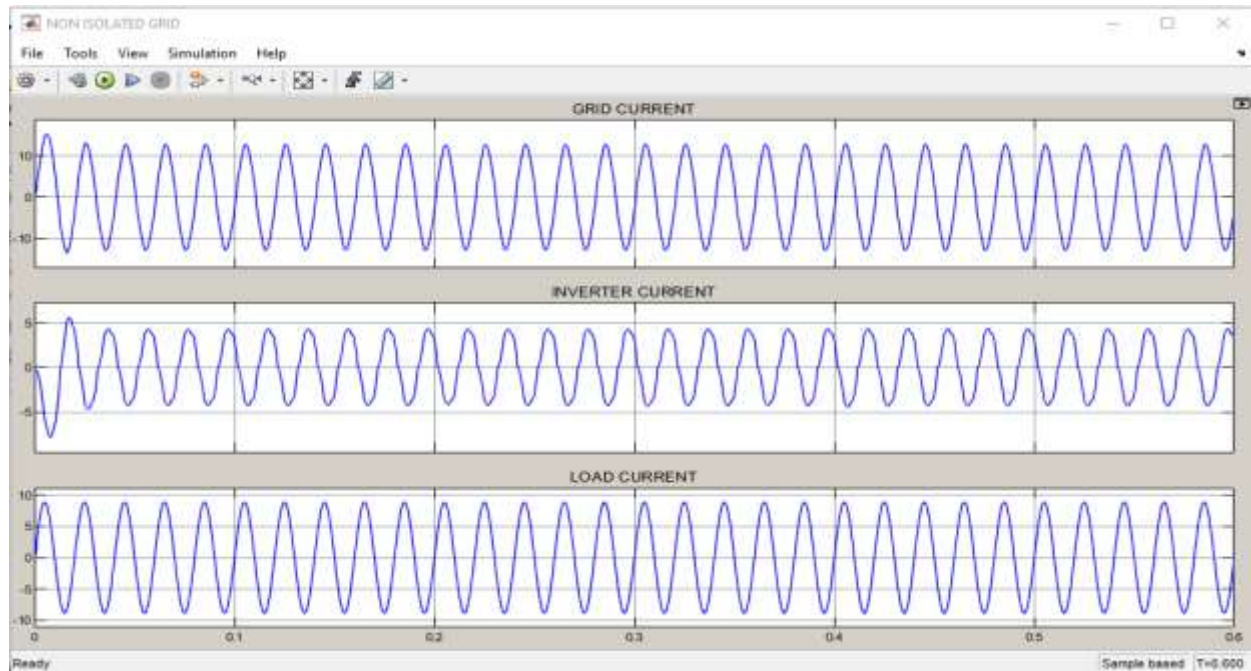 NON ISOLATED GRID
File Tools View Simulation Help
GRID CURRENT
10
0
-10
INVERTER CURRENT
5
0
-5
LOAD CURRENT
10
5
0
-5
-10
0 0.1 0.2 0.3 0.4 0.5 0.6
Ready Sample based T=0.600